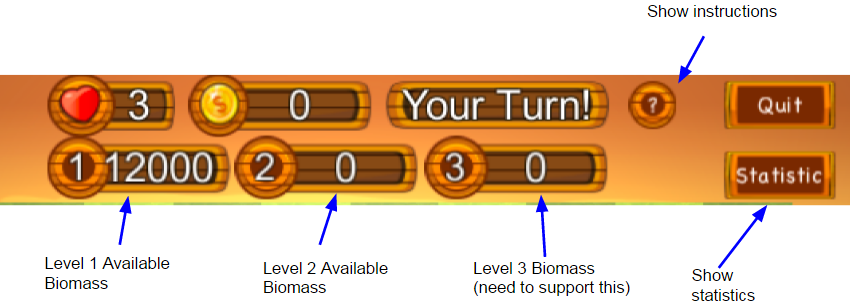 Show instructions
3 $ 0 Your Turn! ? Quit
1 12000 2 0 3 0 Statistic
Level 1 Available
Biomass
Level 2 Available
Biomass
Level 3 Biomass
(need to support this)
Show
statistics